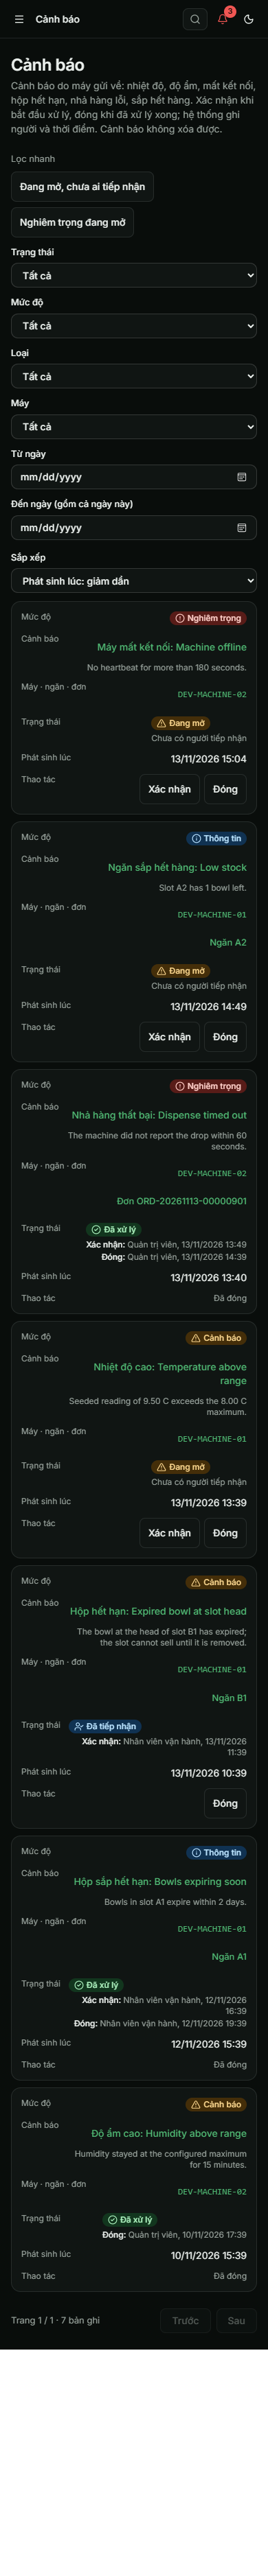 Cảnh báo
3
Cảnh báo
Cảnh báo do máy gửi về: nhiệt độ, độ ẩm, mất kết nối,
hộp hết hạn, nhả hàng lỗi, sắp hết hàng. Xác nhận khi
bắt đầu xử lý, đóng khi đã xử lý xong; hệ thống ghi
người và thời điểm. Cảnh báo không xóa được.
Lọc nhanh
Đang mở, chưa ai tiếp nhận
Nghiêm trọng đang mở
Trạng thái
Tất cả
Mức độ
Tất cả
Loại
Tất cả
Máy
Tất cả
Từ ngày
mm/dd/yyyy
Đến ngày (gồm cả ngày này)
mm/dd/yyyy
Sắp xếp
Phát sinh lúc: giảm dần
Mức độ
Nghiêm trọng
Cảnh báo
Máy mất kết nối: Machine offline
No heartbeat for more than 180 seconds.
Máy · ngăn · đơn
DEV-MACHINE-02
Trạng thái
Đang mở
Chưa có người tiếp nhận
Phát sinh lúc
13/11/2026 15:04
Thao tác
Xác nhận
Đóng
Mức độ
Thông tin
Cảnh báo
Ngăn sắp hết hàng: Low stock
Slot A2 has 1 bowl left.
Máy · ngăn · đơn
DEV-MACHINE-01
Ngăn A2
Trạng thái
Đang mở
Chưa có người tiếp nhận
Phát sinh lúc
13/11/2026 14:49
Thao tác
Xác nhận
Đóng
Mức độ
Nghiêm trọng
Cảnh báo
Nhả hàng thất bại: Dispense timed out
The machine did not report the drop within 60
seconds.
Máy · ngăn · đơn
DEV-MACHINE-02
Đơn ORD-20261113-00000901
Trạng thái
Đã xử lý
Xác nhận: Quản trị viên, 13/11/2026 13:49
Đóng: Quản trị viên, 13/11/2026 14:39
Phát sinh lúc
13/11/2026 13:40
Thao tác
Đã đóng
Mức độ
Cảnh báo
Cảnh báo
Nhiệt độ cao: Temperature above
range
Seeded reading of 9.50 C exceeds the 8.00 C
maximum.
Máy · ngăn · đơn
DEV-MACHINE-01
Trạng thái
Đang mở
Chưa có người tiếp nhận
Phát sinh lúc
13/11/2026 13:39
Thao tác
Xác nhận
Đóng
Mức độ
Cảnh báo
Cảnh báo
Hộp hết hạn: Expired bowl at slot head
The bowl at the head of slot B1 has expired;
the slot cannot sell until it is removed.
Máy · ngăn · đơn
DEV-MACHINE-01
Ngăn B1
Trạng thái
Đã tiếp nhận
Xác nhận: Nhân viên vận hành, 13/11/2026
11:39
Phát sinh lúc
13/11/2026 10:39
Thao tác
Đóng
Mức độ
Thông tin
Cảnh báo
Hộp sắp hết hạn: Bowls expiring soon
Bowls in slot A1 expire within 2 days.
Máy · ngăn · đơn
DEV-MACHINE-01
Ngăn A1
Trạng thái
Đã xử lý
Xác nhận: Nhân viên vận hành, 12/11/2026
16:39
Đóng: Nhân viên vận hành, 12/11/2026 19:39
Phát sinh lúc
12/11/2026 15:39
Thao tác
Đã đóng
Mức độ
Cảnh báo
Cảnh báo
Độ ẩm cao: Humidity above range
Humidity stayed at the configured maximum
for 15 minutes.
Máy · ngăn · đơn
DEV-MACHINE-02
Trạng thái
Đã xử lý
Đóng: Quản trị viên, 10/11/2026 17:39
Phát sinh lúc
10/11/2026 15:39
Thao tác
Đã đóng
Trang 1 / 1 · 7 bản ghi
Trước
Sau